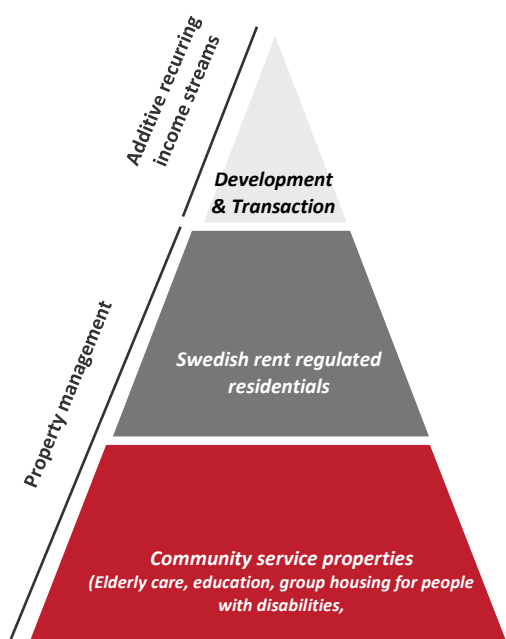 Additive recurring
income streams
Development
& Transaction
Property management
Swedish rent regulated
residentials
Community service properties
(Elderly care, education, group housing for people
with disabilities,